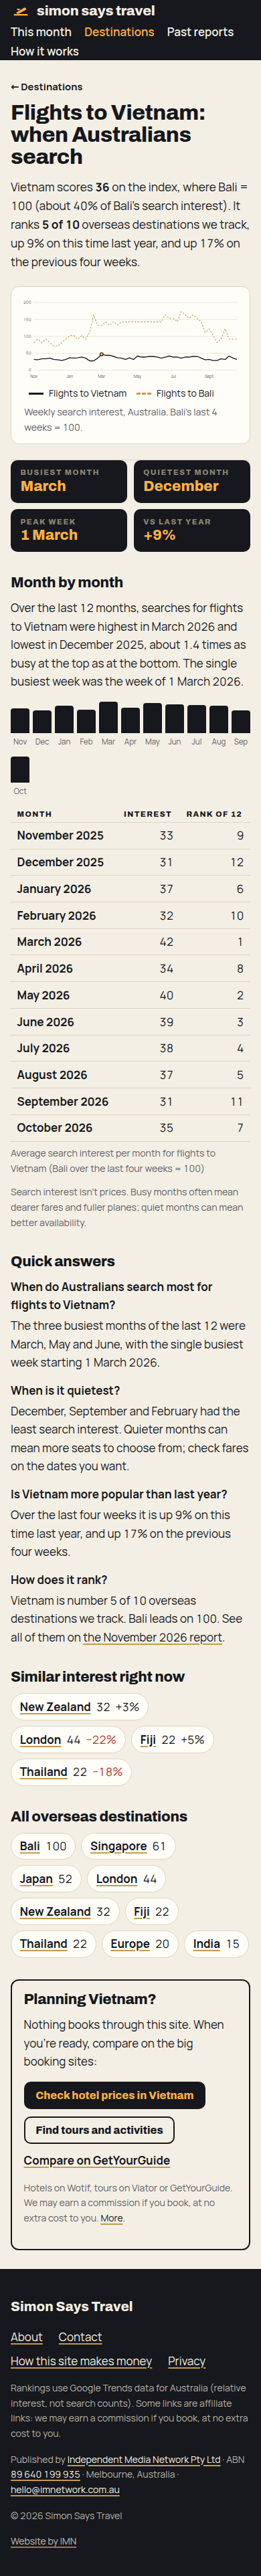 simon says travel
This month Destinations Past reports
How it works
← Destinations
Flights to Vietnam:
when Australians
search
Vietnam scores 36 on the index, where Bali =
100 (about 40% of Bali's search interest). It
ranks 5 of 10 overseas destinations we track,
up 9% on this time last year, and up 17% on
the previous four weeks.
200
150
100
50
0
Nov Jan Mar May Jul Sept
Flights to Vietnam Flights to Bali
Weekly search interest, Australia. Bali's last 4
weeks = 100.
BUSIEST MONTH
March
QUIETEST MONTH
December
PEAK WEEK
1 March
VS LAST YEAR
+9%
Month by month
Over the last 12 months, searches for flights
to Vietnam were highest in March 2026 and
lowest in December 2025, about 1.4 times as
busy at the top as at the bottom. The single
busiest week was the week of 1 March 2026.
Nov Dec Jan Feb Mar Apr May Jun Jul Aug Sep
Oct
MONTH INTEREST RANK OF 12
November 2025 33 9
December 2025 31 12
January 2026 37 6
February 2026 32 10
March 2026 42 1
April 2026 34 8
May 2026 40 2
June 2026 39 3
July 2026 38 4
August 2026 37 5
September 2026 31 11
October 2026 35 7
Average search interest per month for flights to
Vietnam (Bali over the last four weeks = 100)
Search interest isn't prices. Busy months often mean
dearer fares and fuller planes; quiet months can mean
better availability.
Quick answers
When do Australians search most for
flights to Vietnam?
The three busiest months of the last 12 were
March, May and June, with the single busiest
week starting 1 March 2026.
When is it quietest?
December, September and February had the
least search interest. Quieter months can
mean more seats to choose from; check fares
on the dates you want.
Is Vietnam more popular than last year?
Over the last four weeks it is up 9% on this
time last year, and up 17% on the previous
four weeks.
How does it rank?
Vietnam is number 5 of 10 overseas
destinations we track. Bali leads on 100. See
all of them on the November 2026 report.
Similar interest right now
New Zealand 32 +3%
London 44 −22% Fiji 22 +5%
Thailand 22 −18%
All overseas destinations
Bali 100 Singapore 61
Japan 52 London 44
New Zealand 32 Fiji 22
Thailand 22 Europe 20 India 15
Planning Vietnam?
Nothing books through this site. When
you're ready, compare on the big
booking sites:
Check hotel prices in Vietnam
Find tours and activities
Compare on GetYourGuide
Hotels on Wotif, tours on Viator or GetYourGuide.
We may earn a commission if you book, at no
extra cost to you. More.
Simon Says Travel
About Contact
How this site makes money Privacy
Rankings use Google Trends data for Australia (relative
interest, not search counts). Some links are affiliate
links: we may earn a commission if you book, at no extra
cost to you.
Published by Independent Media Network Pty Ltd · ABN
89 640 199 935 · Melbourne, Australia ·
hello@imnetwork.com.au
© 2026 Simon Says Travel
Website by IMN